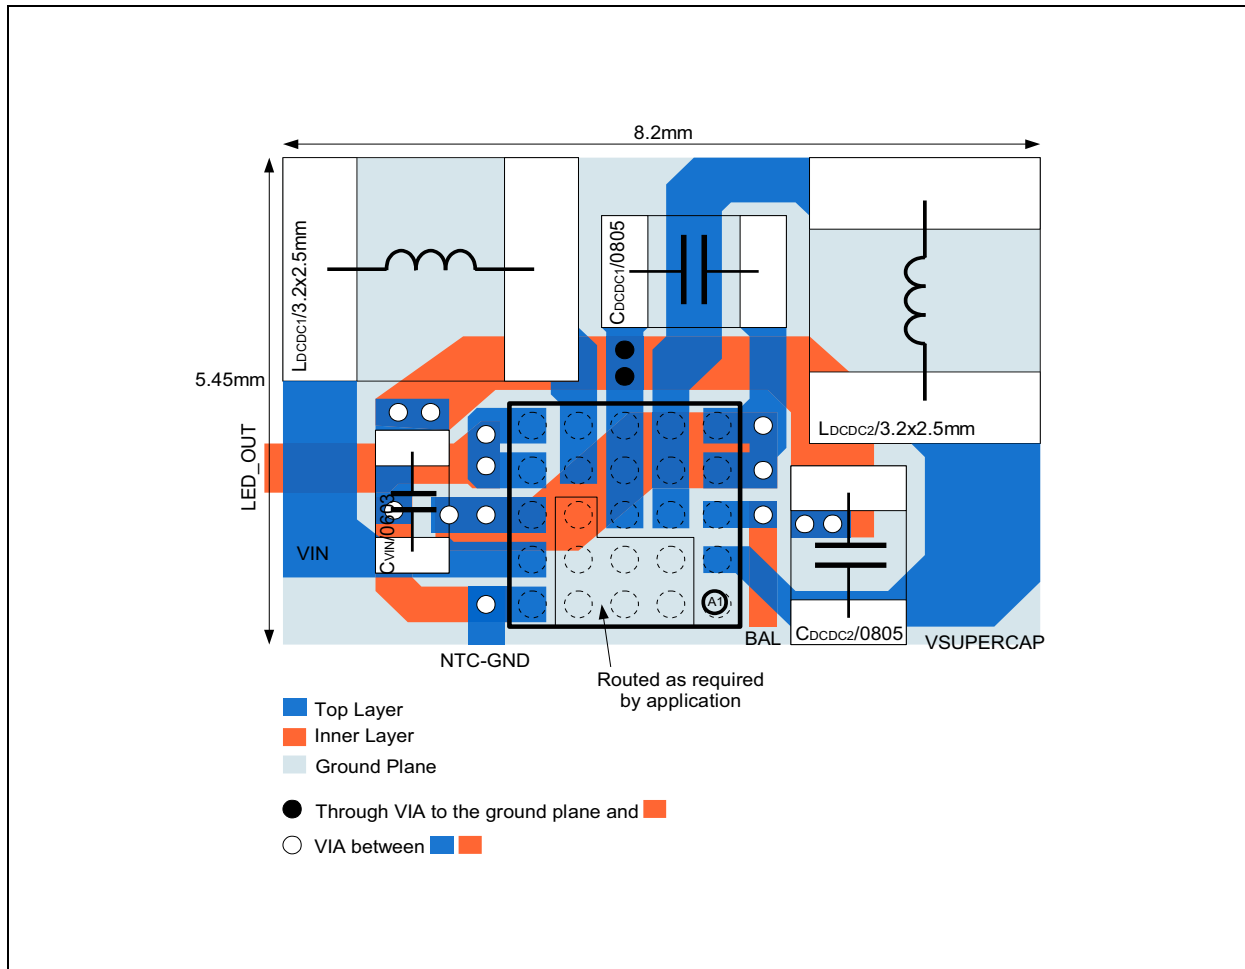 8.2mm
LDCDC1/3.2x2.5mm
CDCDC1/0805
5.45mm
LDCDC2/3.2x2.5mm
LED_OUT
CVIN/0603
VIN
A1
BAL
CDCDC2/0805
VSUPERCAP
NTC-GND
Routed as required
by application
Top Layer
Inner Layer
Ground Plane
Through VIA to the ground plane and
VIA between